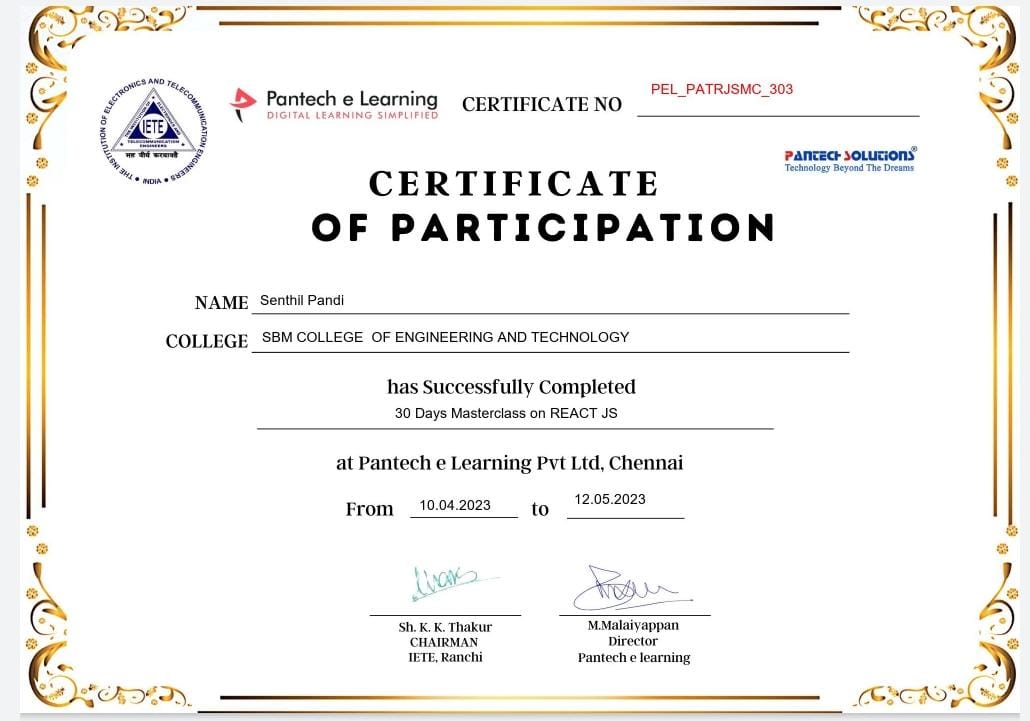 THE INSTITUTION OF ELECTRONICS AND TELECOMMUNICATION ENGINEERS
IETE
TELECOMMUNICATION
ENGINEERS
INDIA
Pantech e Learning
DIGITAL LEARNING SIMPLIFIED
CERTIFICATE NO
PEL_PATRJSMC_303
PANTECH SOLUTIONS®
Technology Beyond The Dreams
CERTIFICATE
OF PARTICIPATION
NAME Senthil Pandi
COLLEGE SBM COLLEGE OF ENGINEERING AND TECHNOLOGY
has Successfully Completed
30 Days Masterclass on REACT JS
at Pantech e Learning Pvt Ltd, Chennai
From 10.04.2023 to 12.05.2023
Sh. K. K. Thakur
CHAIRMAN
IETE, Ranchi
M.Malaiyappan
Director
Pantech e learning